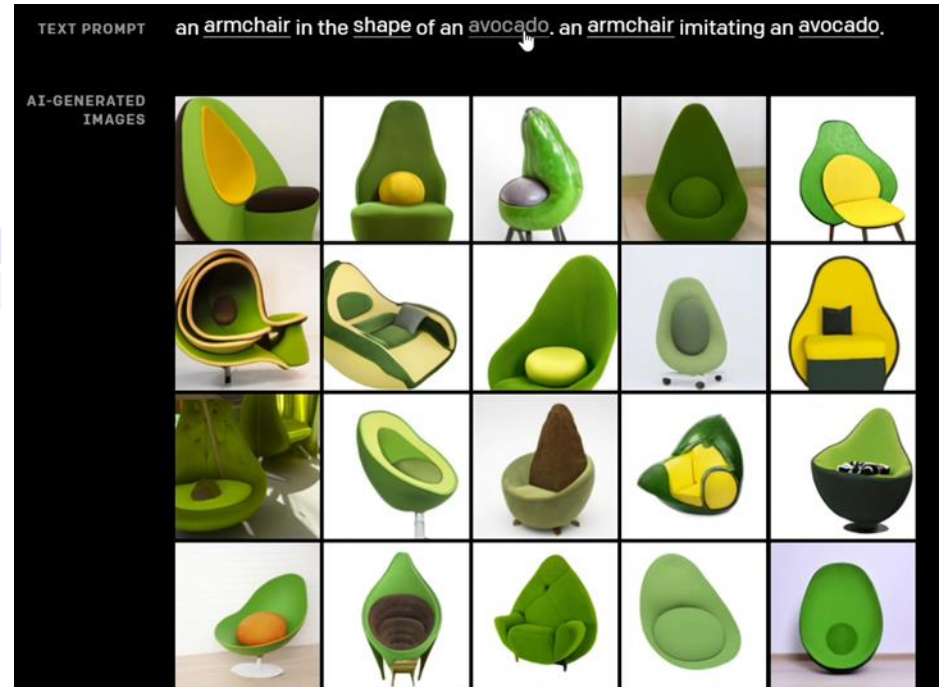 TEXT PROMPT
an armchair in the shape of an avocado. an armchair imitating an avocado.
AI-GENERATED
IMAGES